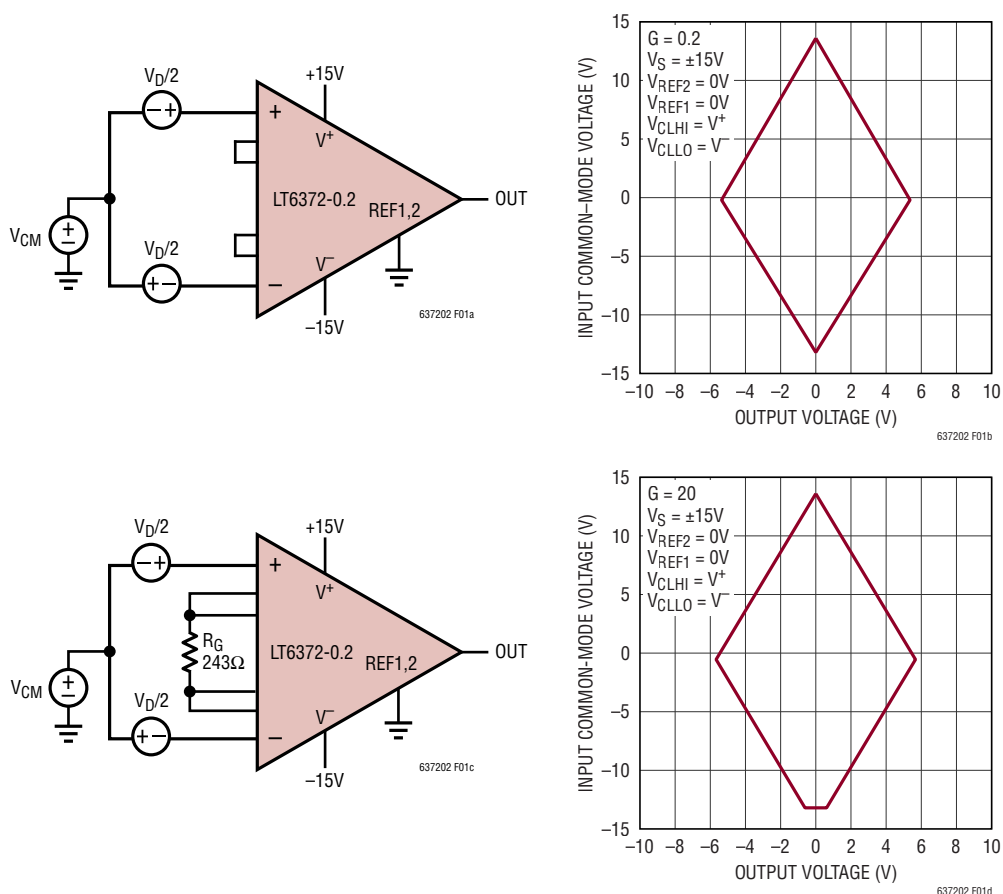 V_D/2
+15V
−+
+
V⁺
LT6372-0.2
REF1,2
OUT
V_CM
+
−
V_D/2
+−
−
V⁻
−15V
637202 F01a
15
10
5
0
−5
−10
−15
INPUT COMMON–MODE VOLTAGE (V)
G = 0.2
V_S = ±15V
V_REF2 = 0V
V_REF1 = 0V
V_CLHI = V⁺
V_CLLO = V⁻
−10 −8 −6 −4 −2 0 2 4 6 8 10
OUTPUT VOLTAGE (V)
637202 F01b
V_D/2
+15V
−+
+
V⁺
R_G
243Ω
LT6372-0.2
REF1,2
OUT
V_CM
+
−
V_D/2
+−
−
V⁻
−15V
637202 F01c
15
10
5
0
−5
−10
−15
INPUT COMMON-MODE VOLTAGE (V)
G = 20
V_S = ±15V
V_REF2 = 0V
V_REF1 = 0V
V_CLHI = V⁺
V_CLLO = V⁻
−10 −8 −6 −4 −2 0 2 4 6 8 10
OUTPUT VOLTAGE (V)
637202 F01d